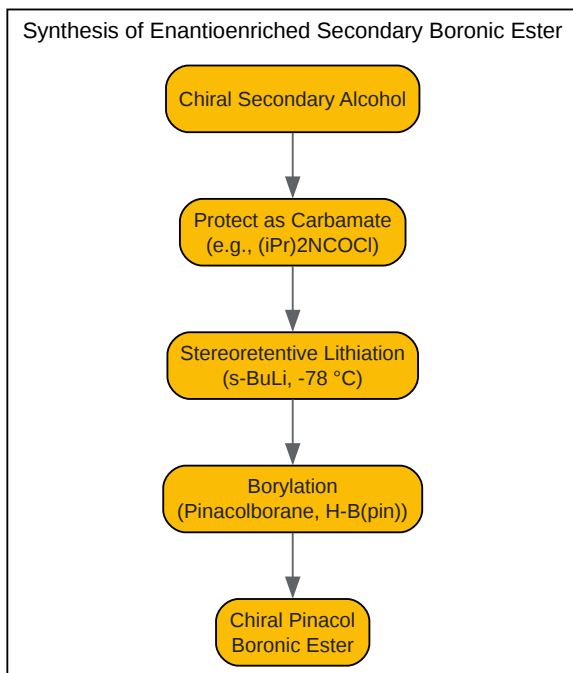 Synthesis of Enantioenriched Secondary Boronic Ester
Chiral Secondary Alcohol
Protect as Carbamate
(e.g., (iPr)2NCOCl)
Stereoretentive Lithiation
(s-BuLi, -78 °C)
Borylation
(Pinacolborane, H-B(pin))
Chiral Pinacol
Boronic Ester